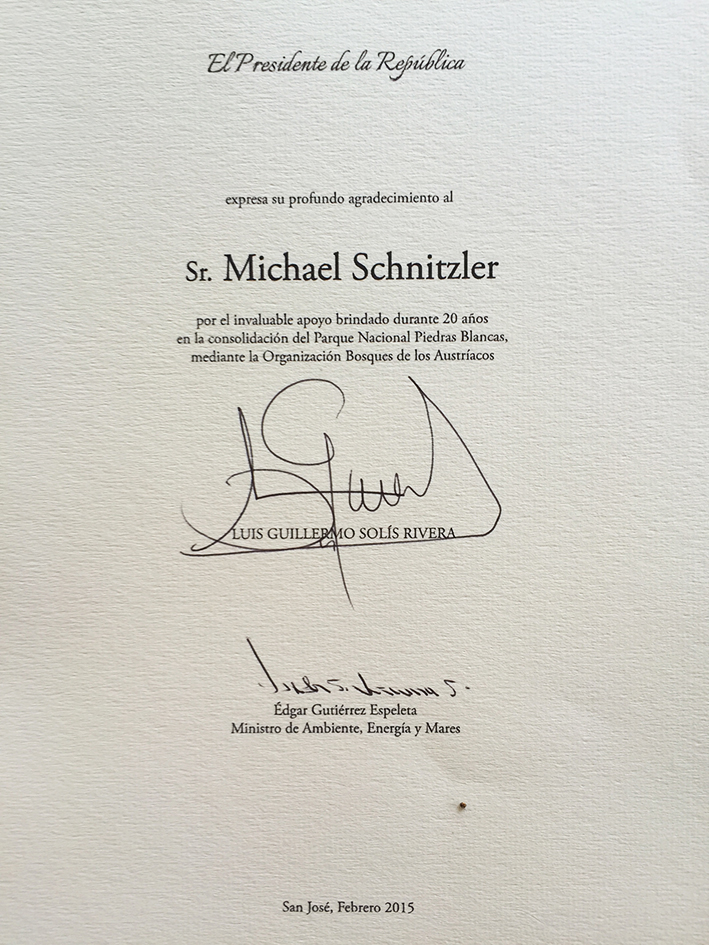 El Presidente de la República
expresa su profundo agradecimiento al
Sr. Michael Schnitzler
por el invaluable apoyo brindado durante 20 años
en la consolidación del Parque Nacional Piedras Blancas,
mediante la Organización Bosques de los Austríacos
LUIS GUILLERMO SOLÍS RIVERA
Édgar Gutiérrez Espeleta
Ministro de Ambiente, Energía y Mares
San José, Febrero 2015